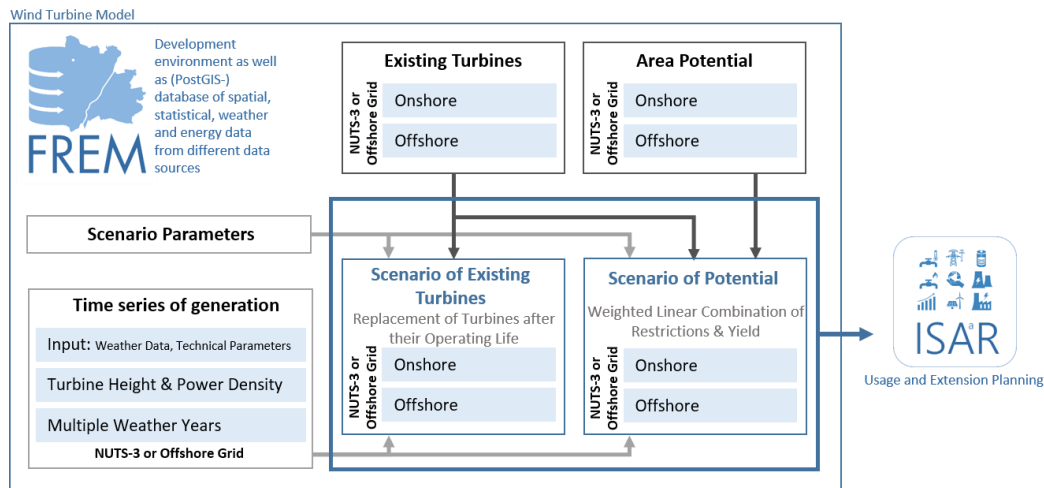 Wind Turbine Model
FREM
Development
environment as well
as (PostGIS-)
database of spatial,
statistical, weather
and energy data
from different data
sources
Existing Turbines
NUTS-3 or
Offshore Grid
Onshore
Offshore
Area Potential
NUTS-3 or
Offshore Grid
Onshore
Offshore
Scenario Parameters
Time series of generation
Input: Weather Data, Technical Parameters
Turbine Height & Power Density
Multiple Weather Years
NUTS-3 or Offshore Grid
Scenario of Existing
Turbines
Replacement of Turbines after
their Operating Life
NUTS-3 or
Offshore Grid
Onshore
Offshore
Scenario of Potential
Weighted Linear Combination of
Restrictions & Yield
NUTS-3 or
Offshore Grid
Onshore
Offshore
ISAaR
Usage and Extension Planning